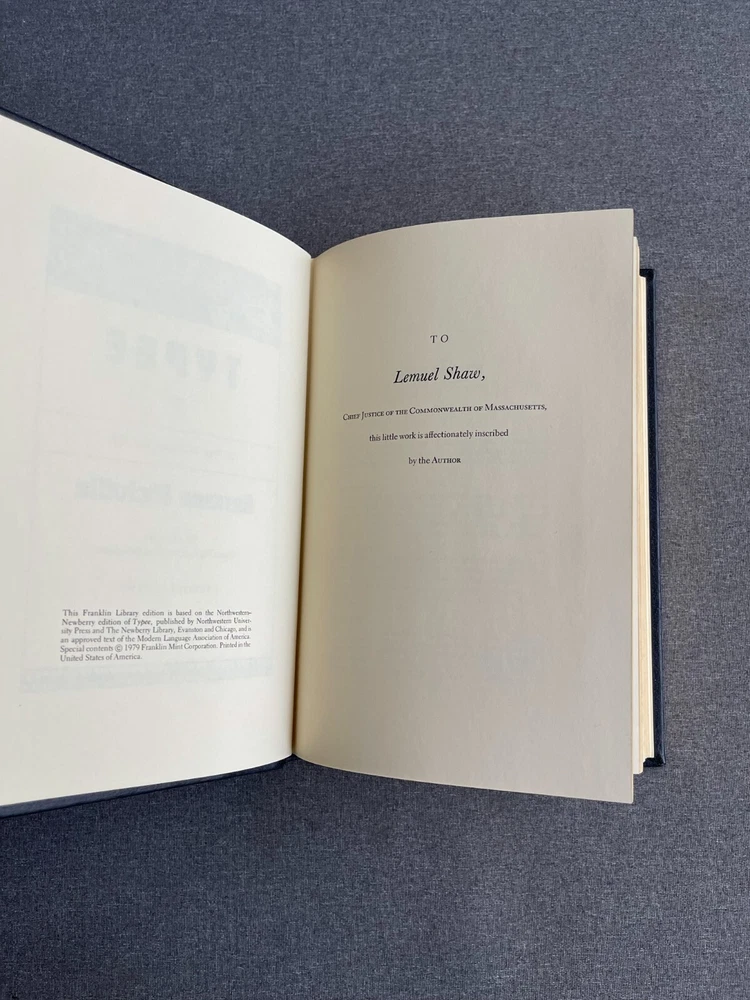 This Franklin Library edition is based on the Northwestern-
Newberry edition of Typee, published by Northwestern Univer-
sity Press and The Newberry Library, Evanston and Chicago, and is
an approved text of the Modern Language Association of America.
Special contents © 1979 Franklin Mint Corporation. Printed in the
United States of America.
TO
Lemuel Shaw,
Chief Justice of the Commonwealth of Massachusetts,
this little work is affectionately inscribed
by the Author